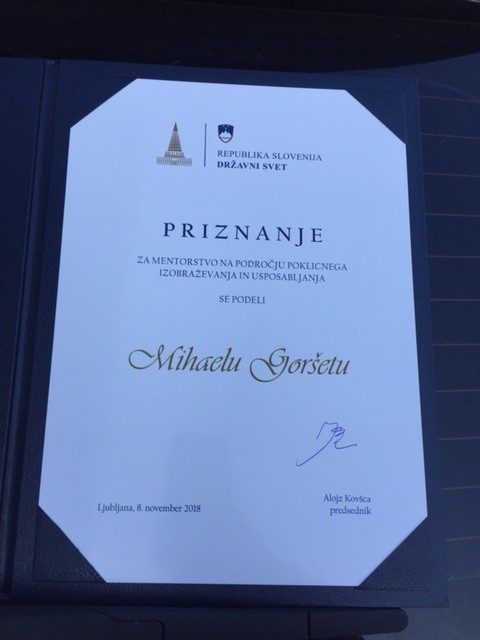 REPUBLIKA SLOVENIJA
DRŽAVNI SVET
PRIZNANJE
ZA MENTORSTVO NA PODROČJU POKLICNEGA
IZOBRAŽEVANJA IN USPOSABLJANJA
SE PODELI
Mihaelu Goršetu
Ljubljana, 8. november 2018
Alojz Kovšca
predsednik